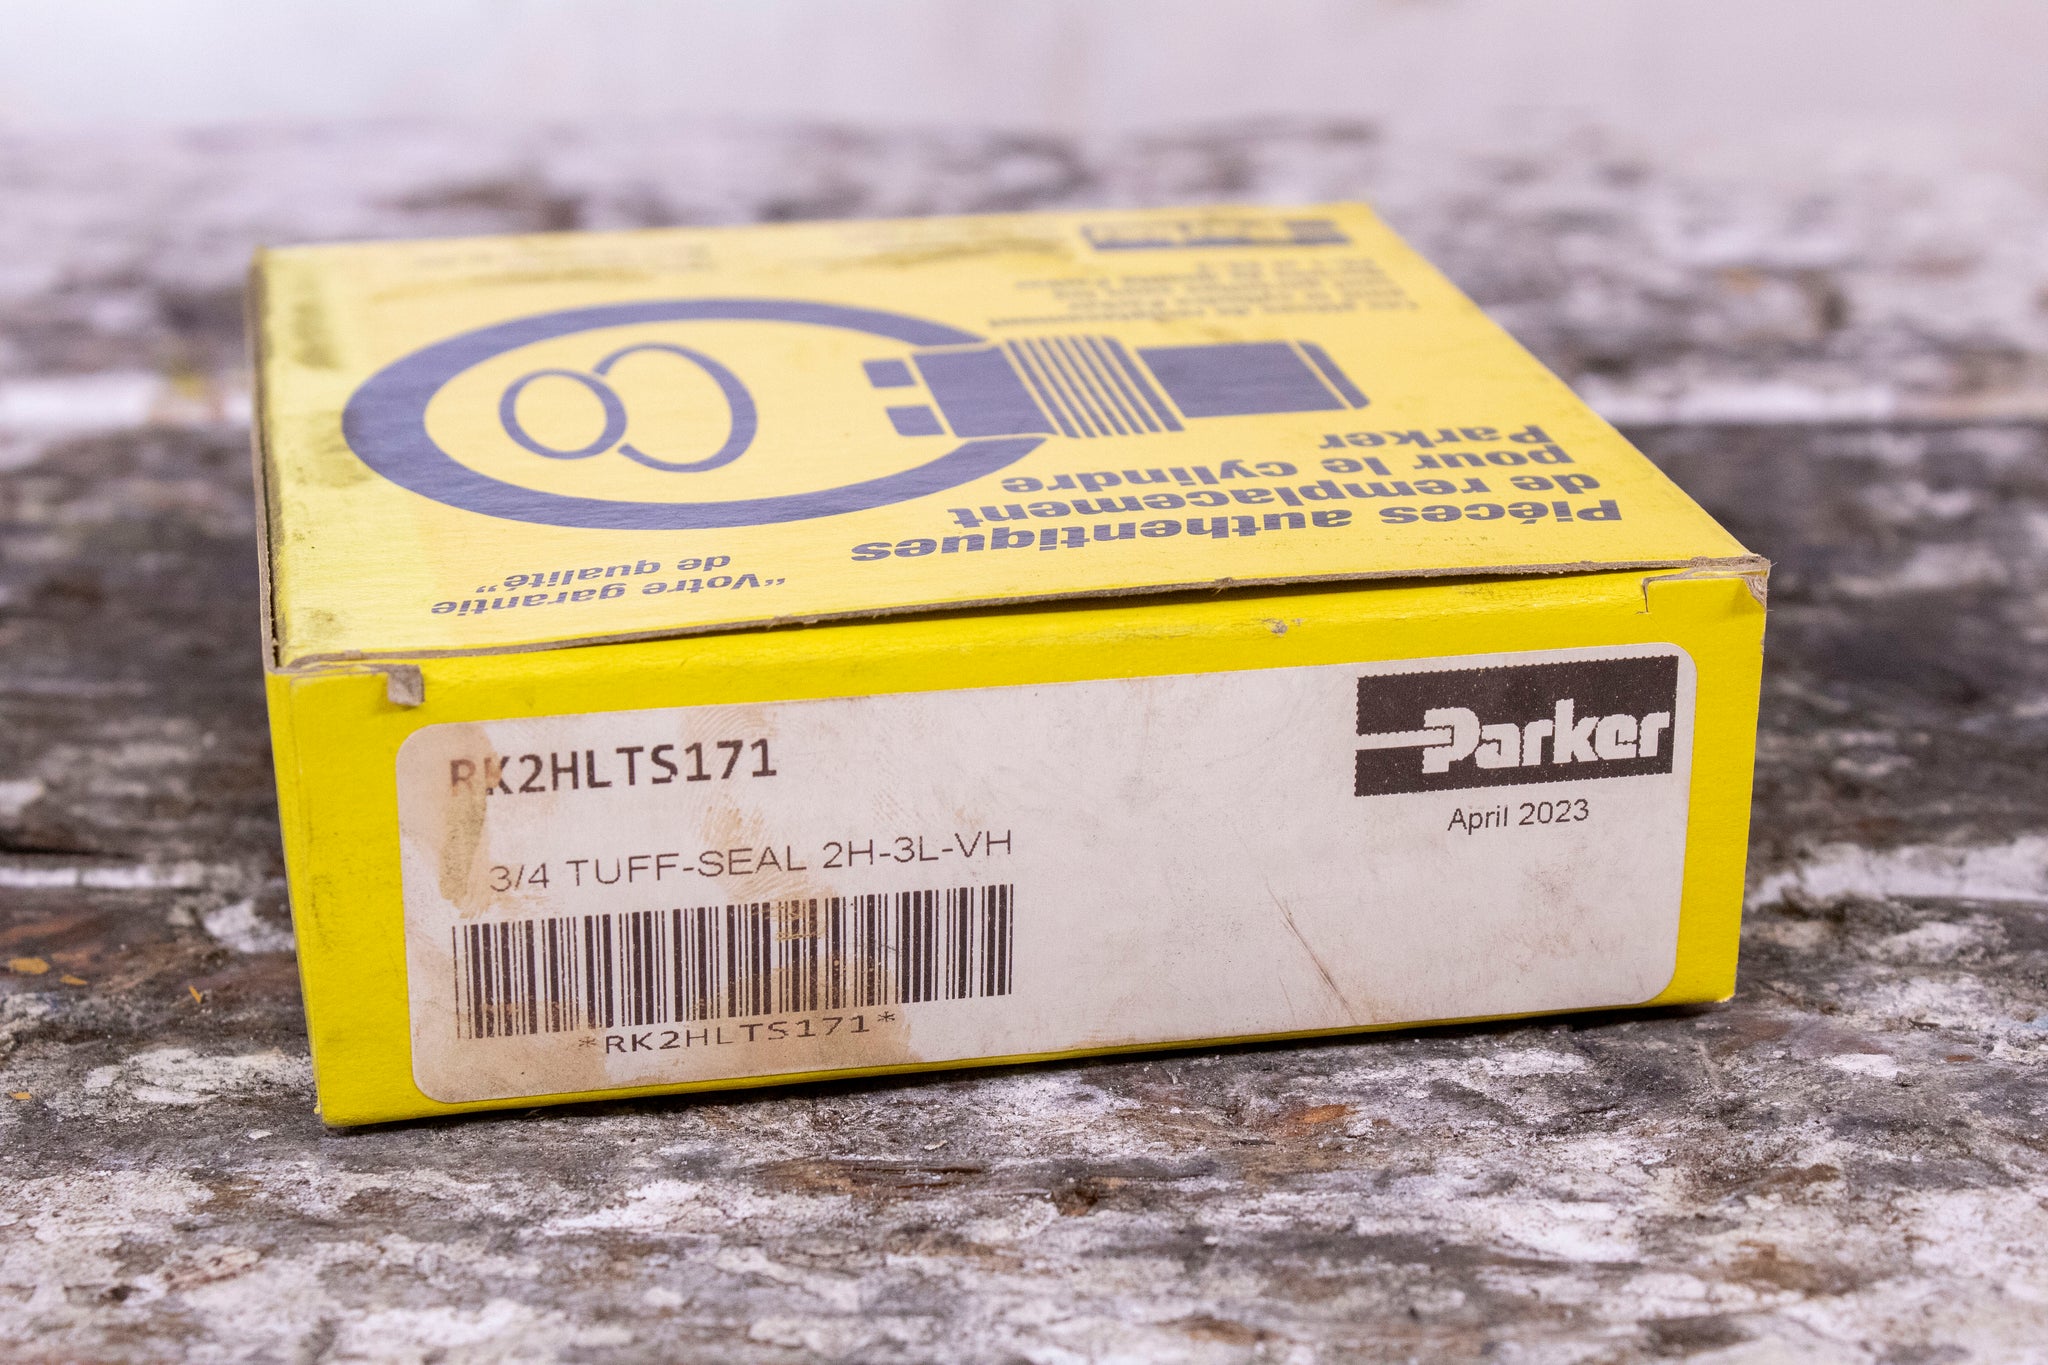 "Votre garantie
de qualité"
Piéces authentiques
de remplacement
pour le cylindre
Parker
RK2HLTS171
Parker
April 2023
3/4 TUFF-SEAL 2H-3L-VH
*RK2HLTS171*